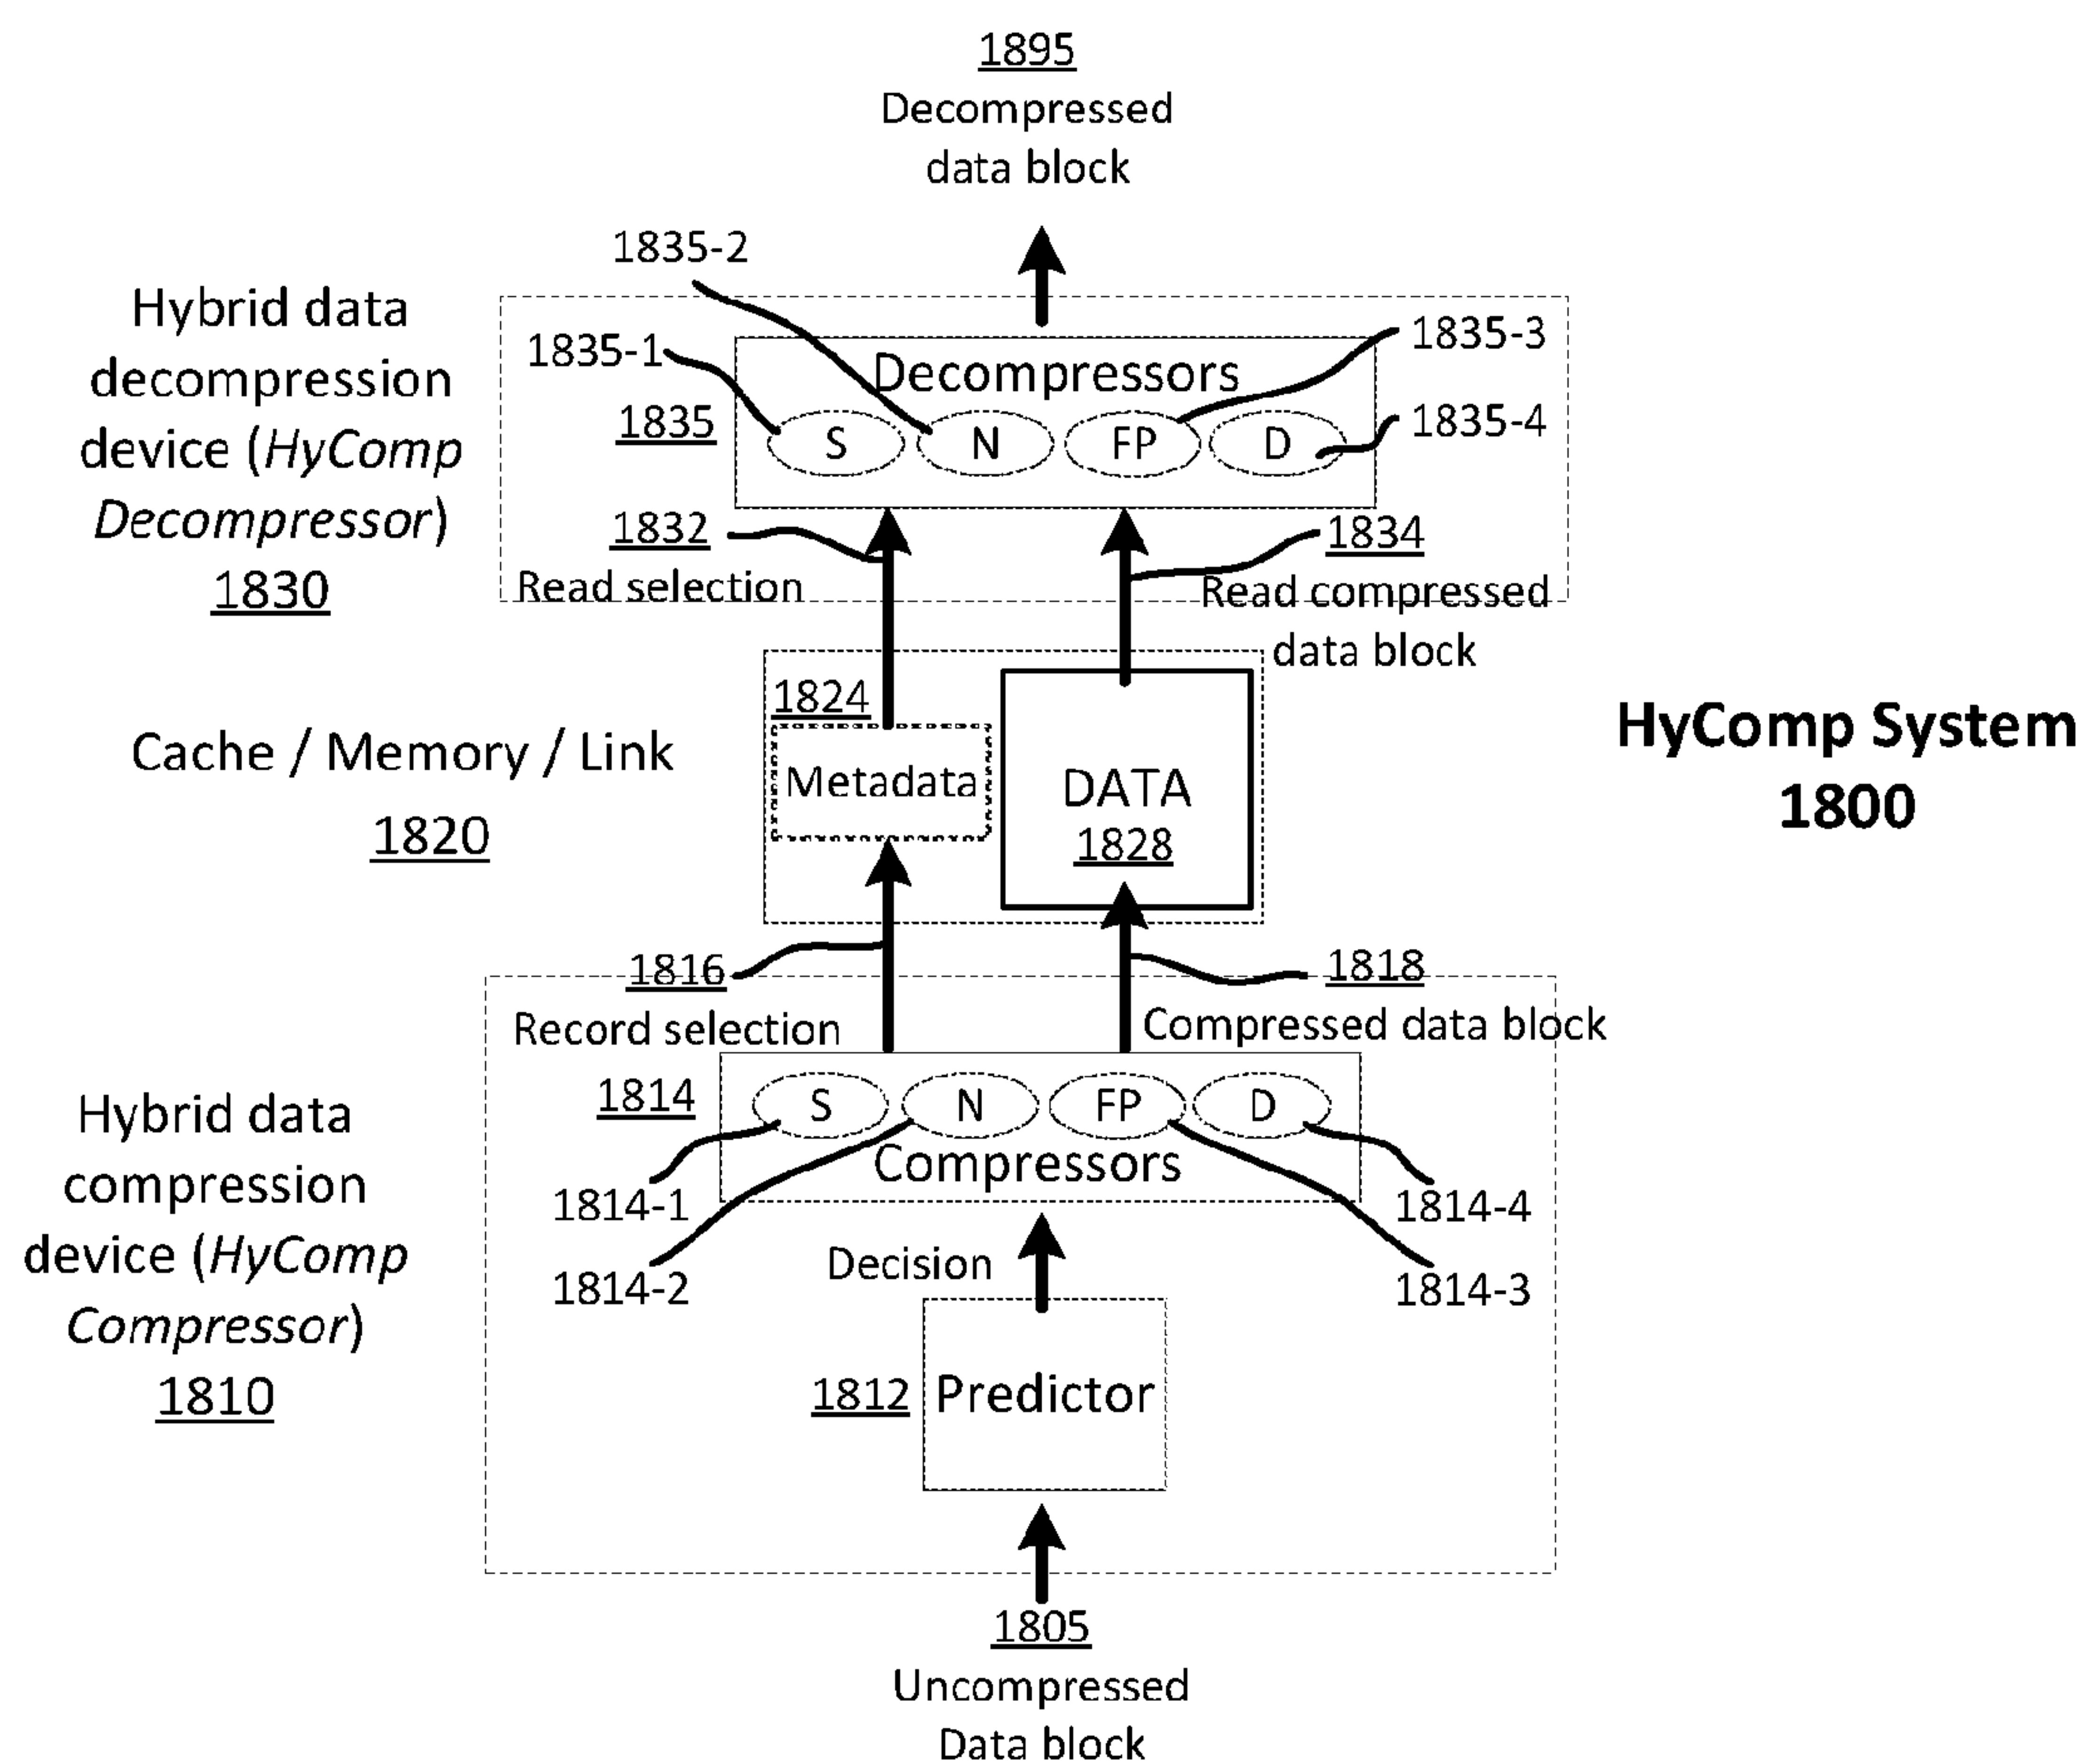 1895
Decompressed
data block
1835-2
Hybrid data
decompression
device (HyComp
Decompressor)
1830
1835-1
1835-3
Decompressors
1835
1835-4
S
N
FP
D
1832
Read selection
1834
Read compressed
data block
1824
Metadata
DATA
1828
Cache / Memory / Link
1820
HyComp System
1800
1816
Record selection
1818
Compressed data block
1814
S
N
FP
D
Compressors
Hybrid data
compression
device (HyComp
Compressor)
1810
1814-1
1814-2
1814-4
1814-3
Decision
1812
Predictor
1805
Uncompressed
Data block